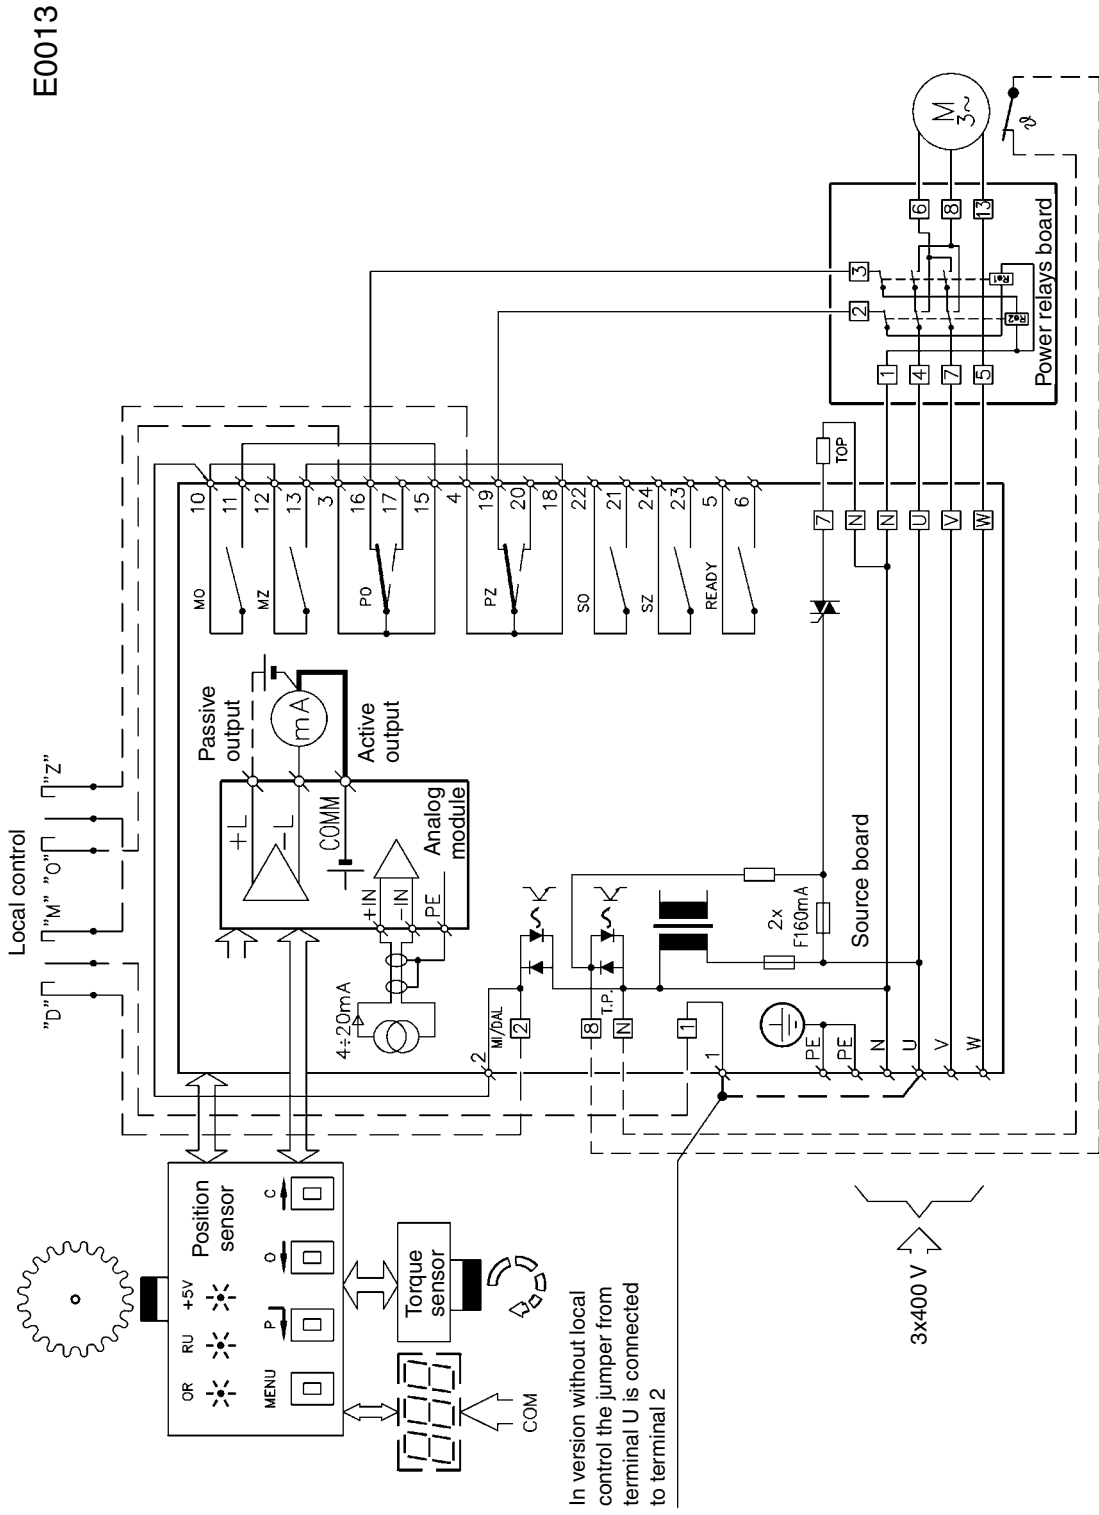 E0013
Local control
"D"
"M"
"O"
"Z"
Position
sensor
OR
RU
+5V
MENU
P
O
C
Torque
sensor
COM
In version without local
control the jumper from
terminal U is connected
to terminal 2
3x400 V
4÷20mA
+IN
−IN
PE
+L
−L
COMM
Analog
module
Passive
output
Active
output
mA
MO
MZ
PO
PZ
SO
SZ
READY
10
11
12
13
3
16
17
15
4
19
20
18
22
21
24
23
5
6
2
MI/DAL
2
8
T.P.
N
1
1
PE
PE
N
U
V
W
2x
F160mA
Source board
7
N
N
U
V
W
TOP
Power relays board
1
4
7
5
2
3
Re1
Re2
6
8
13
M
3~
ϑ